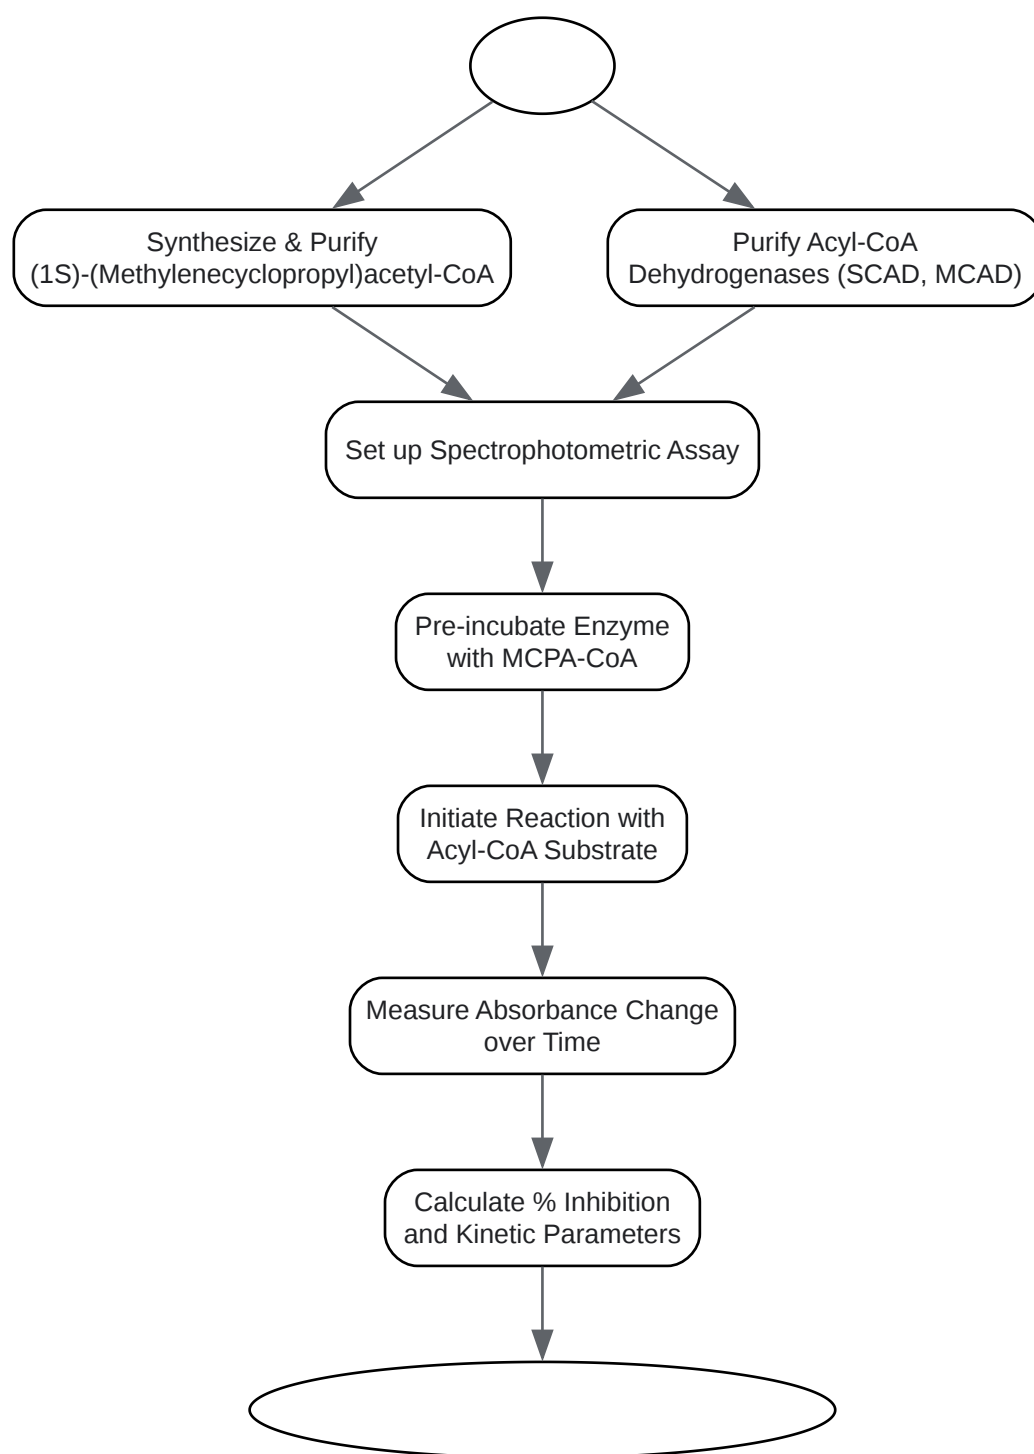 Synthesize & Purify
(1S)-(Methylenecyclopropyl)acetyl-CoA
Purify Acyl-CoA
Dehydrogenases (SCAD, MCAD)
Set up Spectrophotometric Assay
Pre-incubate Enzyme
with MCPA-CoA
Initiate Reaction with
Acyl-CoA Substrate
Measure Absorbance Change
over Time
Calculate % Inhibition
and Kinetic Parameters